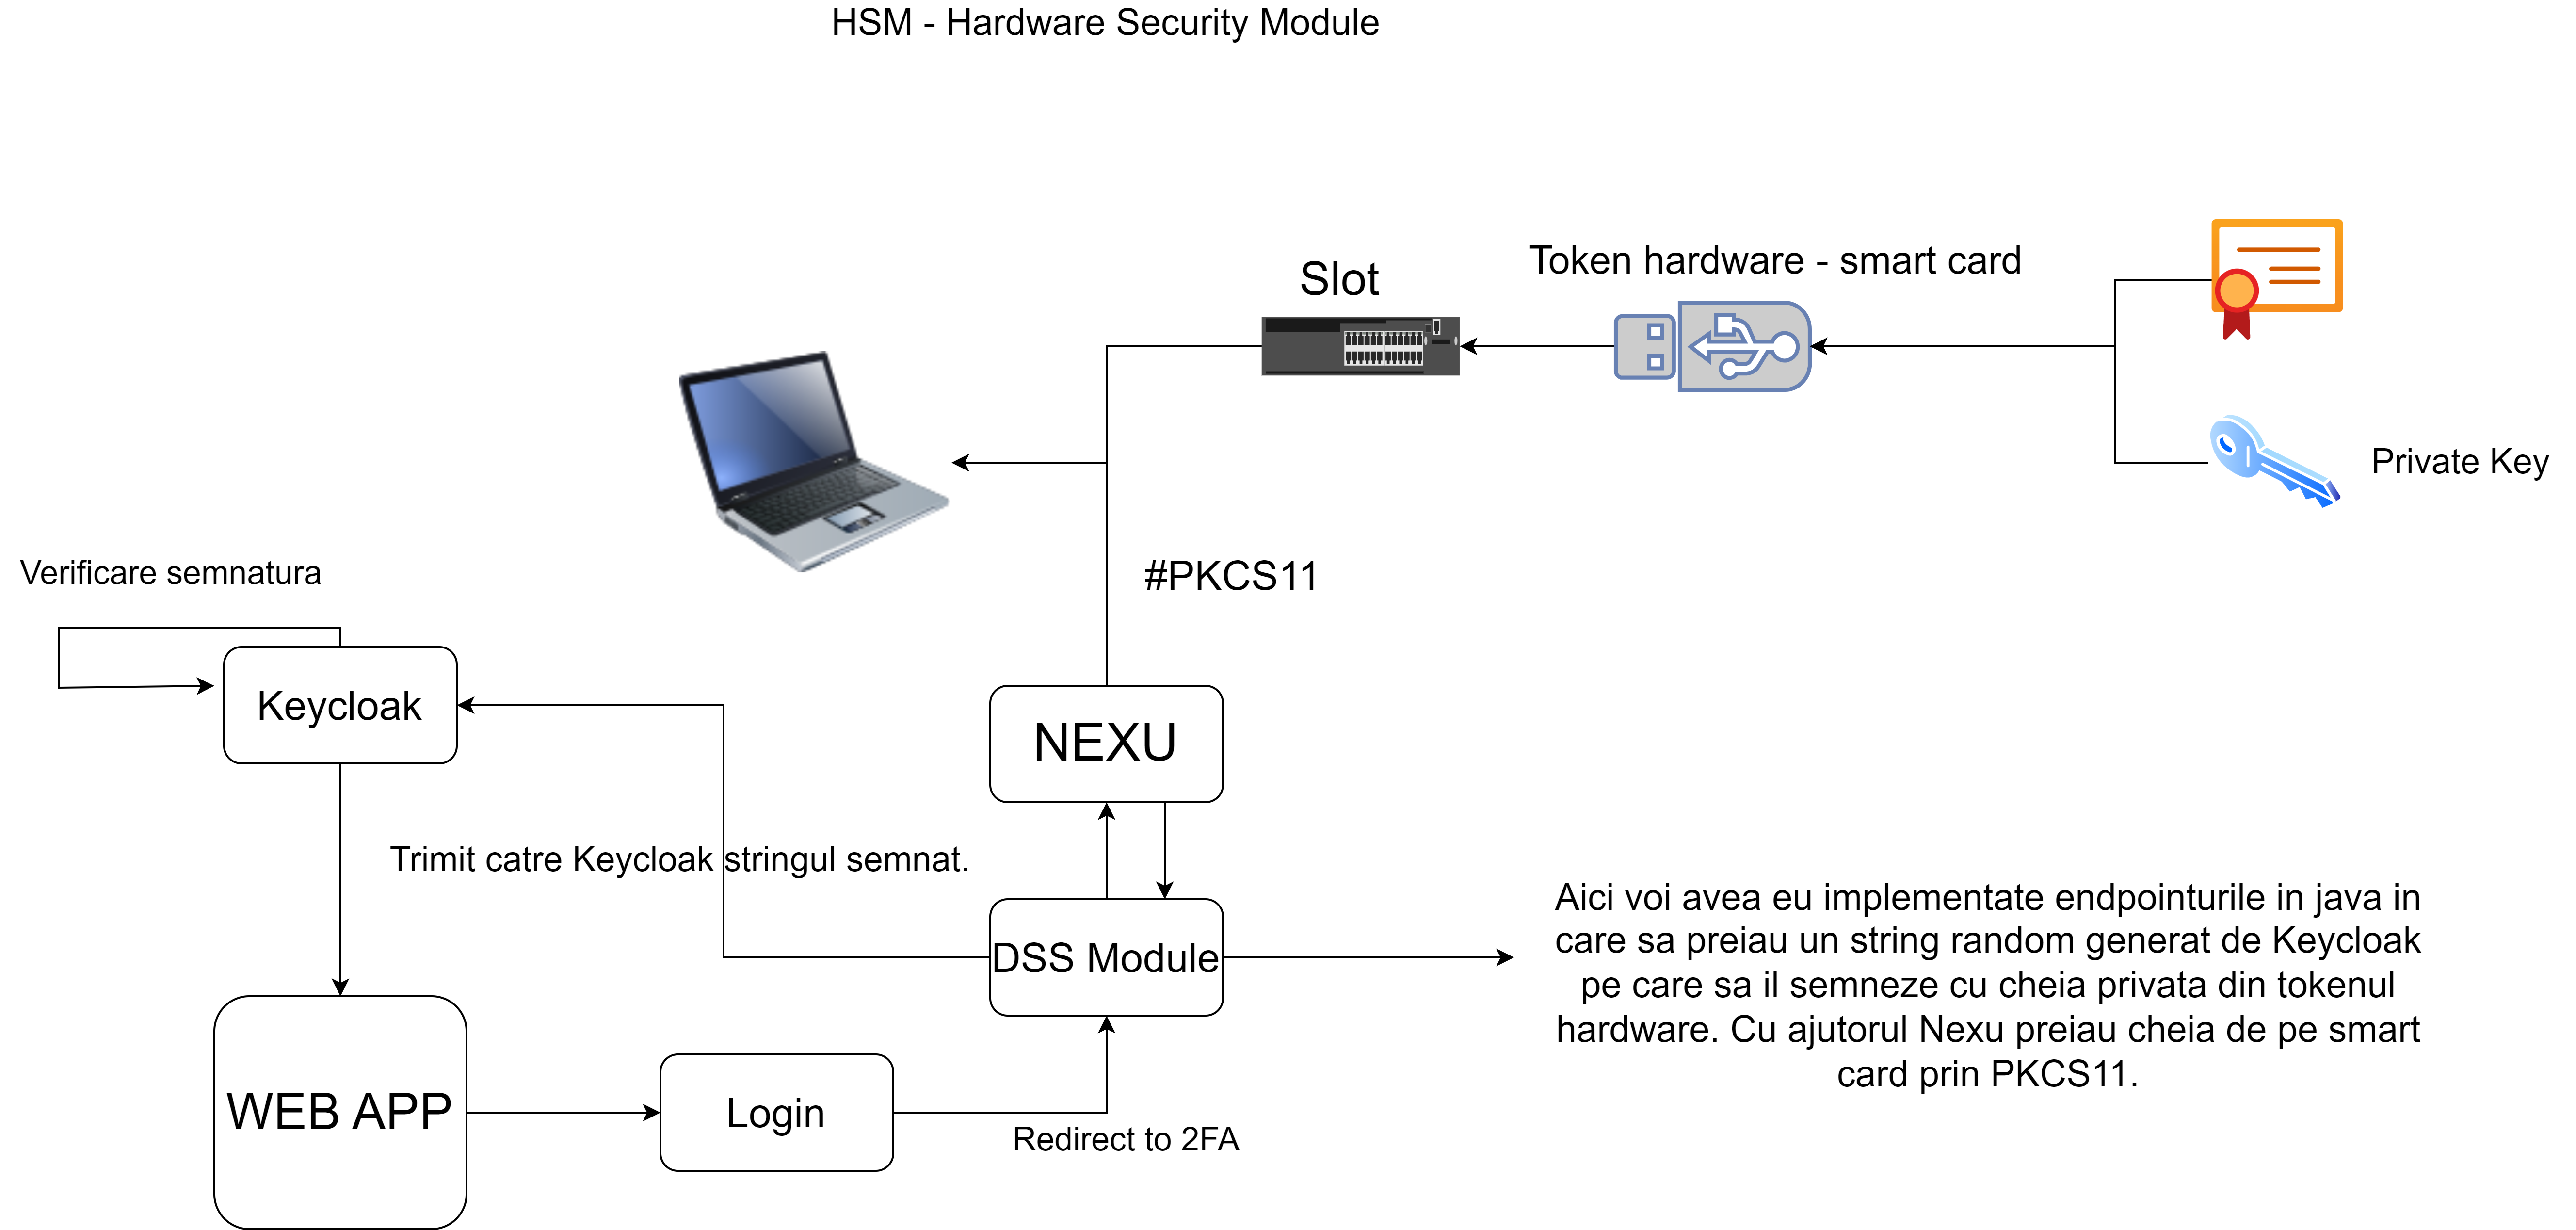 HSM - Hardware Security Module
Token hardware - smart card
Slot
Private Key
#PKCS11
Verificare semnatura
Keycloak
NEXU
Trimit catre Keycloak stringul semnat.
DSS Module
Aici voi avea eu implementate endpointurile in java in
care sa preiau un string random generat de Keycloak
pe care sa il semneze cu cheia privata din tokenul
hardware. Cu ajutorul Nexu preiau cheia de pe smart
card prin PKCS11.
WEB APP
Login
Redirect to 2FA